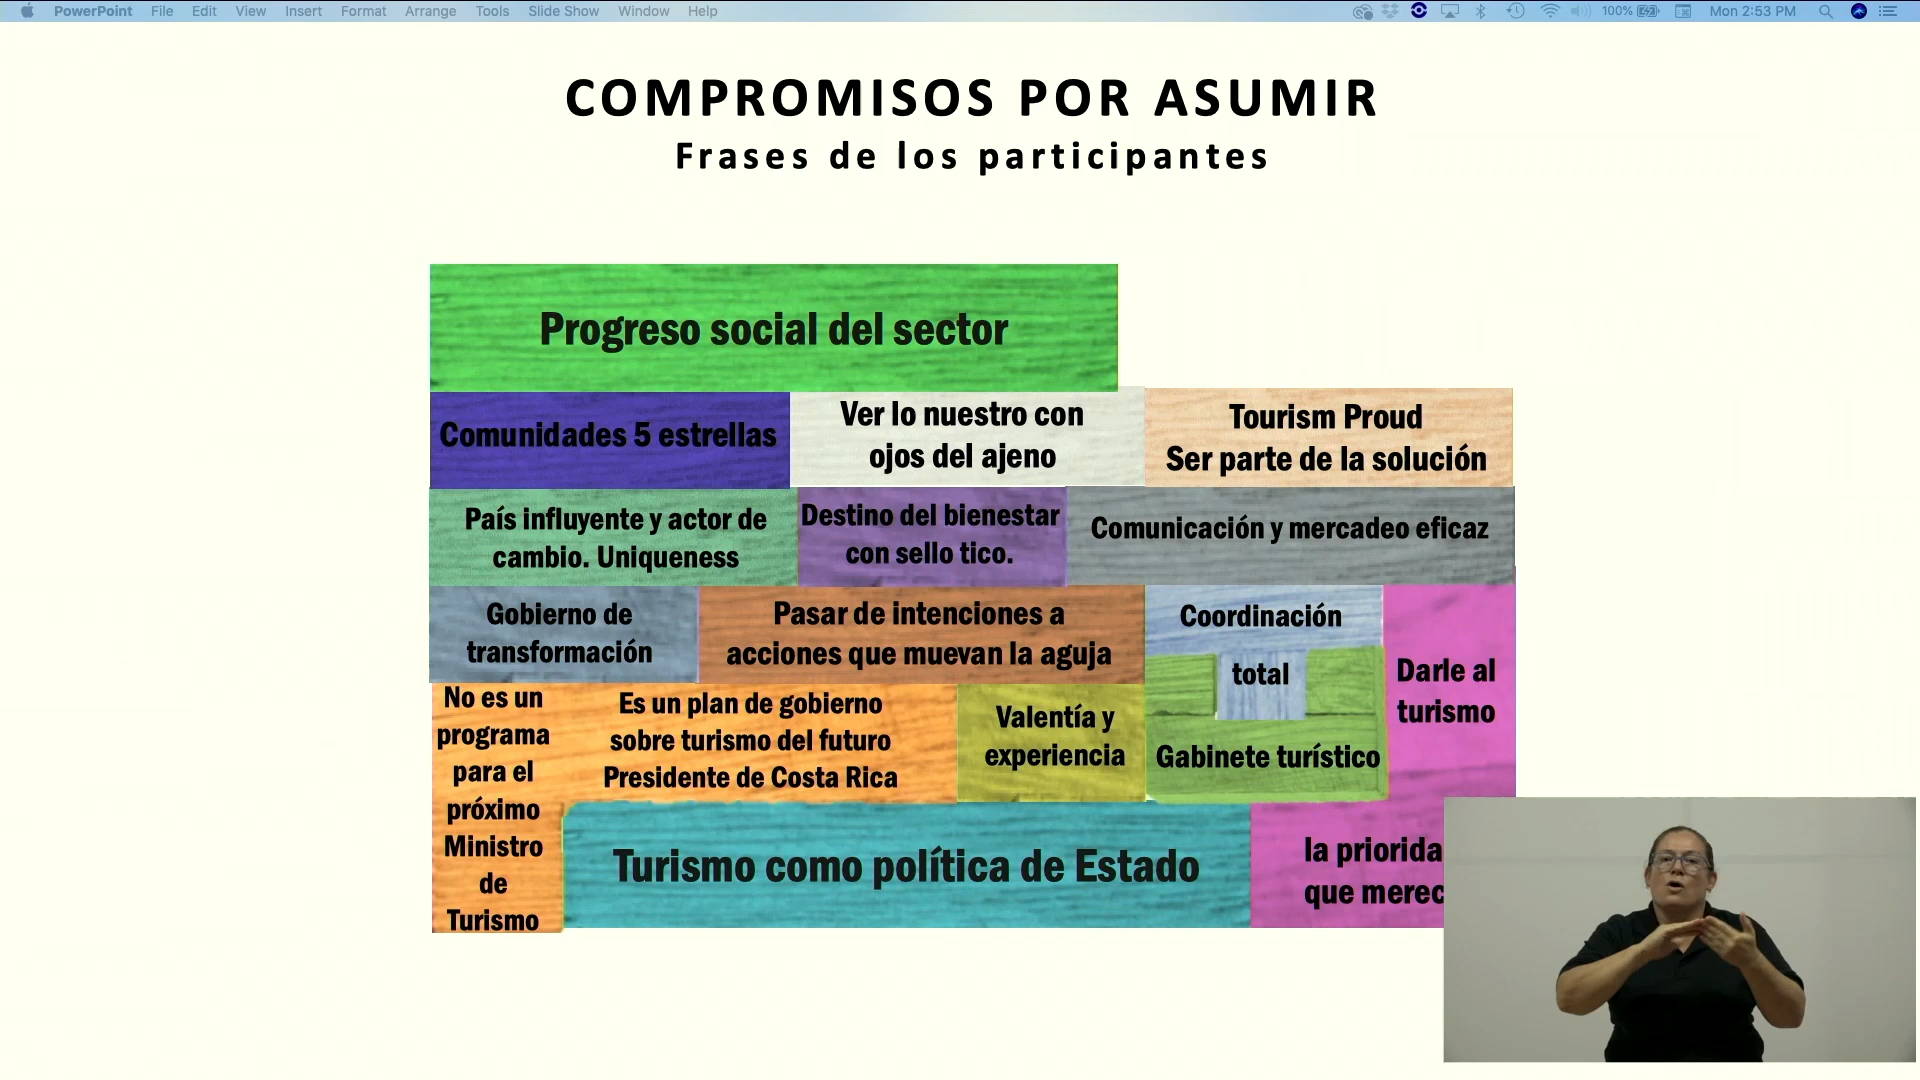 PowerPoint File Edit View Insert Format Arrange Tools Slide Show Window Help 100% Mon 2:53 PM
COMPROMISOS POR ASUMIR
Frases de los participantes
Progreso social del sector
Comunidades 5 estrellas
Ver lo nuestro con
ojos del ajeno
Tourism Proud
Ser parte de la solución
País influyente y actor de
cambio. Uniqueness
Destino del bienestar
con sello tico.
Comunicación y mercadeo eficaz
Gobierno de
transformación
Pasar de intenciones a
acciones que muevan la aguja
Coordinación
total
Gabinete turístico
Darle al
turismo
No es un
programa
para el
próximo
Ministro
de
Turismo
Es un plan de gobierno
sobre turismo del futuro
Presidente de Costa Rica
Valentía y
experiencia
Turismo como política de Estado
la
que